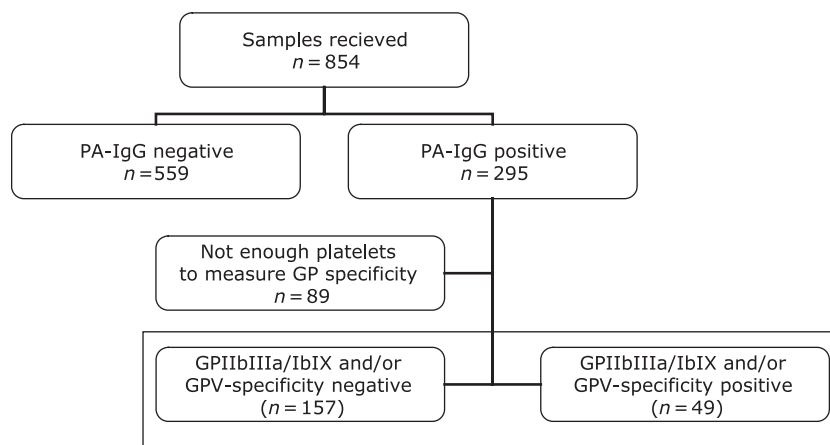 Samples recieved
n = 854
PA-IgG negative
n =559
PA-IgG positive
n = 295
Not enough platelets
to measure GP specificity
n = 89
GPIIbIIIa/IbIX and/or
GPV-specificity negative
(n = 157)
GPIIbIIIa/IbIX and/or
GPV-specificity positive
(n = 49)